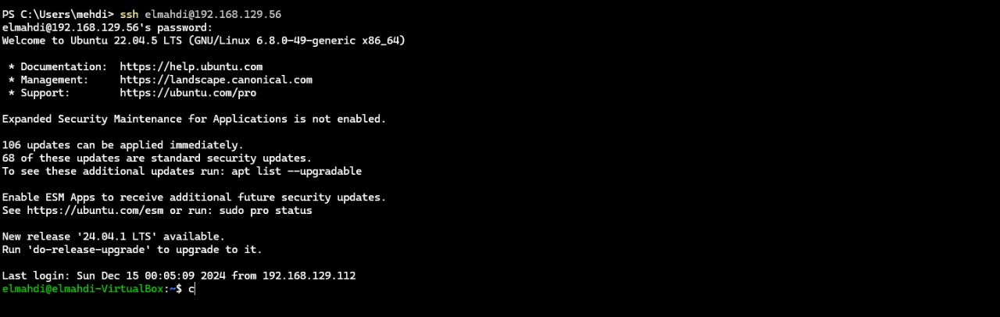 PS C:\Users\mehdi> ssh elmahdi@192.168.129.56
elmahdi@192.168.129.56's password:
Welcome to Ubuntu 22.04.5 LTS (GNU/Linux 6.8.0-49-generic x86_64)
* Documentation:  https://help.ubuntu.com
* Management:     https://landscape.canonical.com
* Support:        https://ubuntu.com/pro
Expanded Security Maintenance for Applications is not enabled.
106 updates can be applied immediately.
68 of these updates are standard security updates.
To see these additional updates run: apt list --upgradable
Enable ESM Apps to receive additional future security updates.
See https://ubuntu.com/esm or run: sudo pro status
New release '24.04.1 LTS' available.
Run 'do-release-upgrade' to upgrade to it.
Last login: Sun Dec 15 00:05:09 2024 from 192.168.129.112
elmahdi@elmahdi-VirtualBox:~$ c